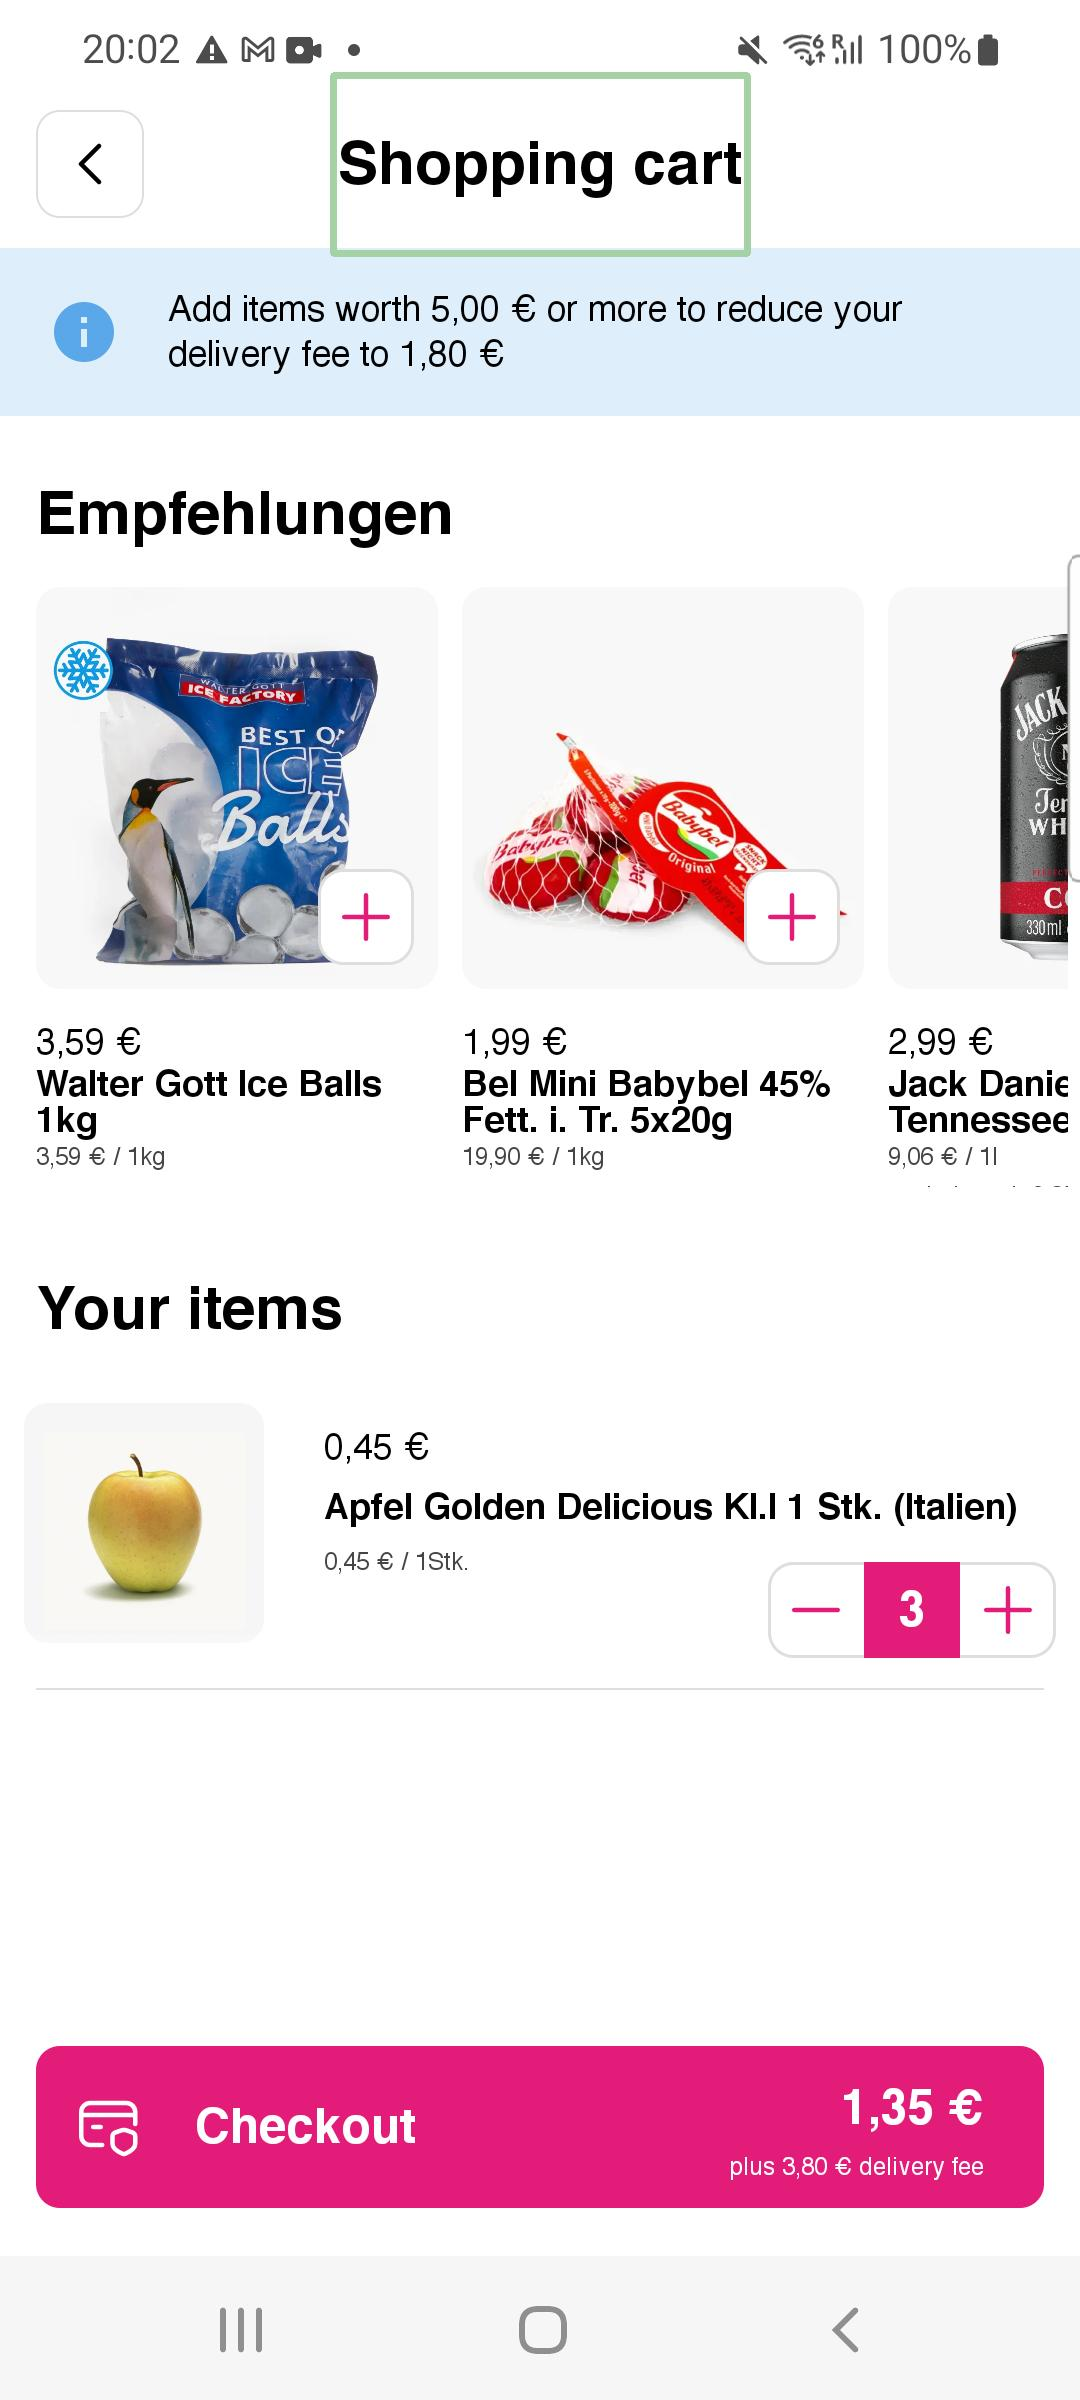 20:02
100%
Shopping cart
Add items worth 5,00 € or more to reduce your
delivery fee to 1,80 €
Empfehlungen
WALTER GOTT
ICE FACTORY
BEST OF
ICE
Balls
Babybel
Babybel
Original
JACK
330ml
3,59 €
Walter Gott Ice Balls
1kg
3,59 € / 1kg
1,99 €
Bel Mini Babybel 45%
Fett. i. Tr. 5x20g
19,90 € / 1kg
2,99 €
Jack Danie
Tennessee
9,06 € / 1l
Your items
0,45 €
Apfel Golden Delicious Kl.I 1 Stk. (Italien)
0,45 € / 1Stk.
3
Checkout
1,35 €
plus 3,80 € delivery fee